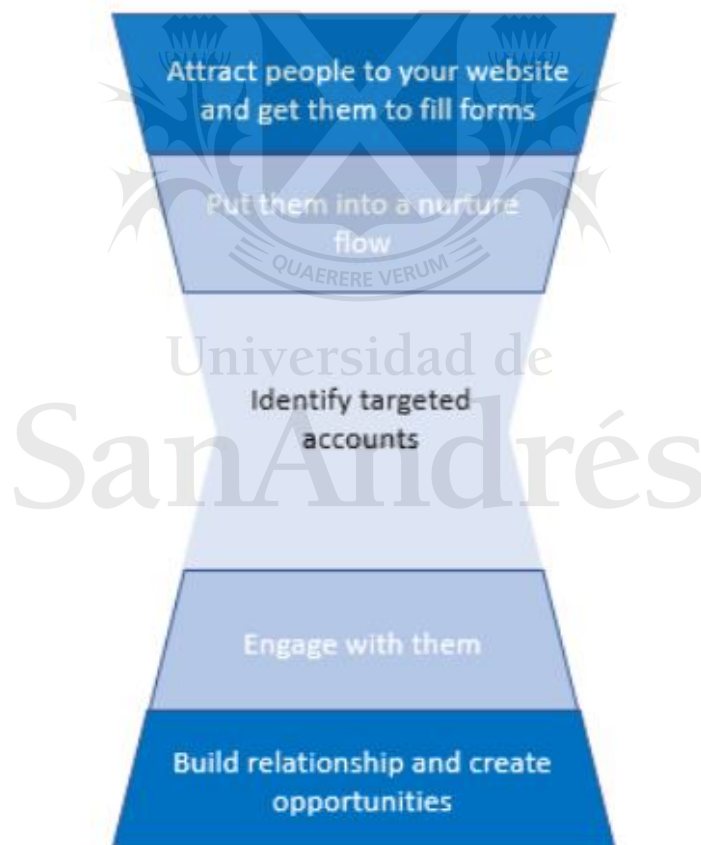 Attract people to your website
and get them to fill forms
Put them into a nurture
flow
QUAERERE VERUM
Universidad de
SanAndrés
Identify targeted
accounts
Engage with them
Build relationship and create
opportunities